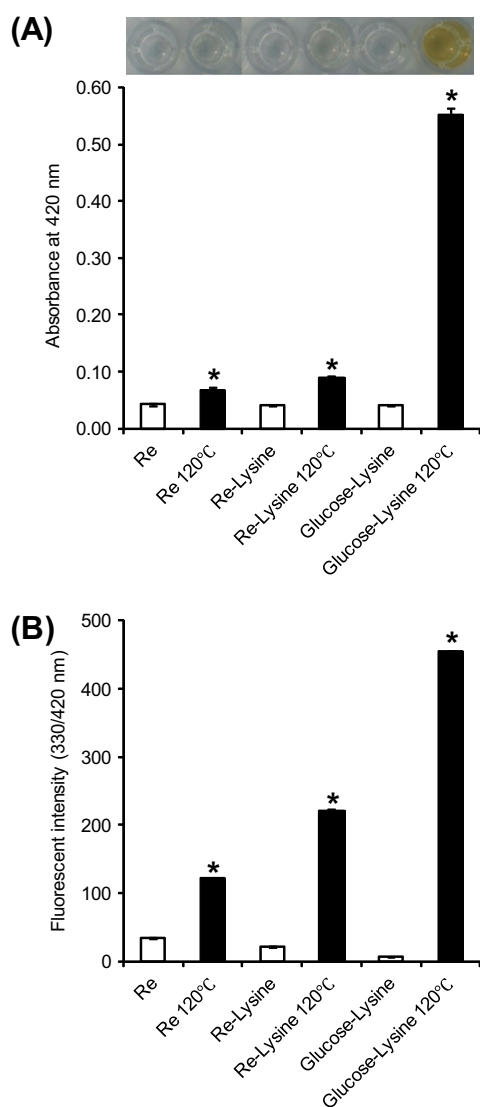 (A)
*
0.60
0.50
0.40
0.30
0.20
0.10
0.00
Absorbance at 420 nm
*
*
Re
Re 120℃
Re-Lysine
Re-Lysine 120℃
Glucose-Lysine
Glucose-Lysine 120℃
(B)
500
400
300
200
100
0
Fluorescent intensity (330/420 nm)
*
*
*
Re
Re 120℃
Re-Lysine
Re-Lysine 120℃
Glucose-Lysine
Glucose-Lysine 120℃